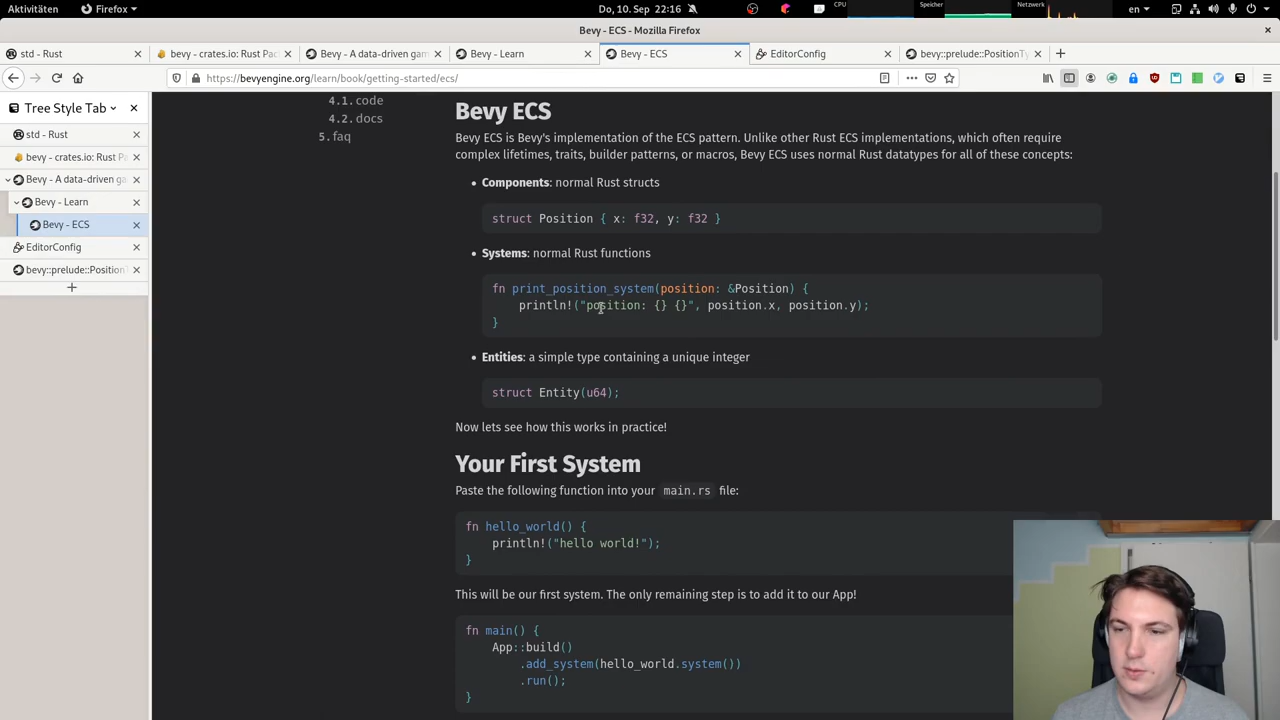 Aktivitäten
Firefox
Do, 10. Sep 22:16
CPU
Speicher
Netzwerk
en
Bevy - ECS - Mozilla Firefox
std - Rust
bevy - crates.io: Rust Pac
Bevy - A data-driven gam
Bevy - Learn
Bevy - ECS
EditorConfig
bevy::prelude::PositionTy
https://bevyengine.org/learn/book/getting-started/ecs/
Tree Style Tab
std - Rust
bevy - crates.io: Rust Pa
Bevy - A data-driven ga
Bevy - Learn
Bevy - ECS
EditorConfig
bevy::prelude::PositionT
4.1. code
4.2. docs
5. faq
Bevy ECS
Bevy ECS is Bevy's implementation of the ECS pattern. Unlike other Rust ECS implementations, which often require
complex lifetimes, traits, builder patterns, or macros, Bevy ECS uses normal Rust datatypes for all of these concepts:
Components: normal Rust structs
struct Position { x: f32, y: f32 }
Systems: normal Rust functions
fn print_position_system(position: &Position) {
println!("position: {} {}", position.x, position.y);
}
Entities: a simple type containing a unique integer
struct Entity(u64);
Now lets see how this works in practice!
Your First System
Paste the following function into your main.rs file:
fn hello_world() {
println!("hello world!");
}
This will be our first system. The only remaining step is to add it to our App!
fn main() {
App::build()
.add_system(hello_world.system())
.run();
}